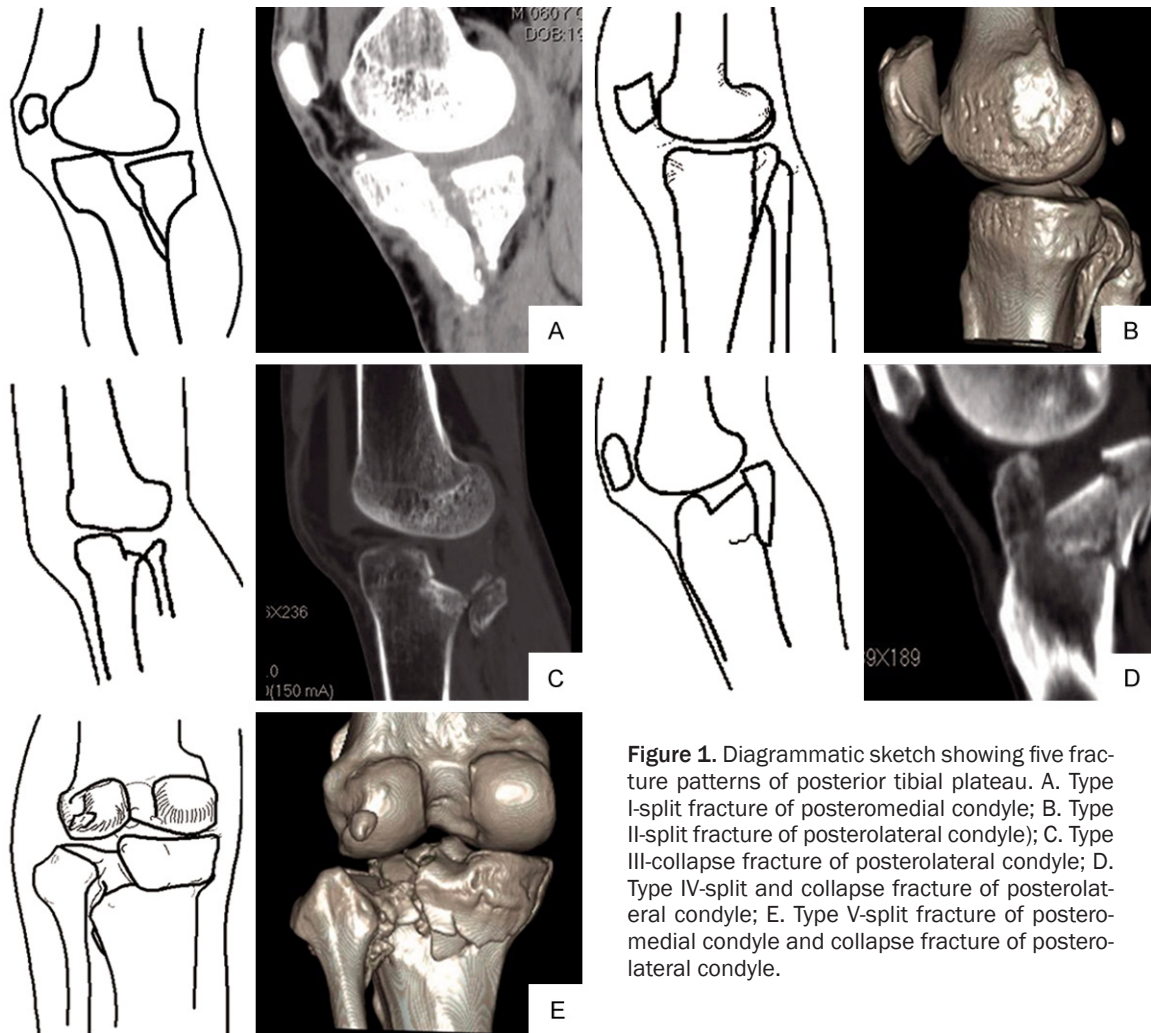 M 060Y
DOB:19
A
B
6X236
.0
(150 mA)
C
9X189
D
E
Figure 1. Diagrammatic sketch showing five frac-
ture patterns of posterior tibial plateau. A. Type
I-split fracture of posteromedial condyle; B. Type
II-split fracture of posterolateral condyle); C. Type
III-collapse fracture of posterolateral condyle; D.
Type IV-split and collapse fracture of posterolat-
eral condyle; E. Type V-split fracture of postero-
medial condyle and collapse fracture of postero-
lateral condyle.